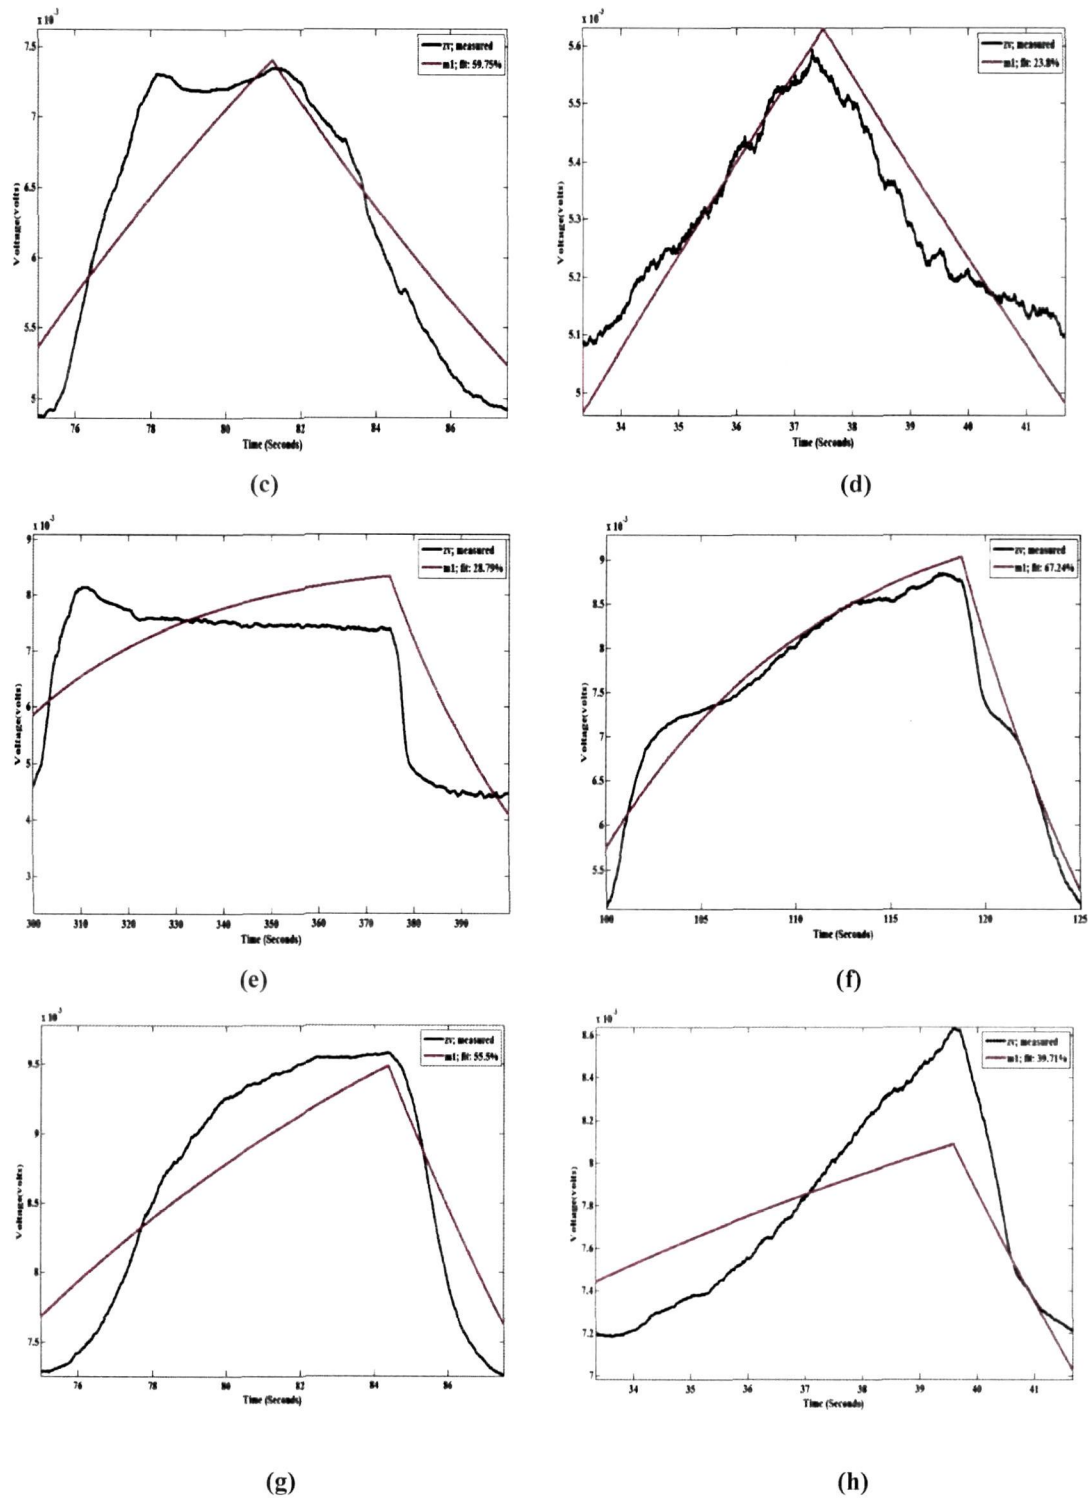 x 10-3
zv; measured
m1; fit: 59.75%
7.5
7
6.5
6
5.5
5
Voltage(volts)
76 78 80 82 84 86
Time (Seconds)
(c)
x 10-3
zv; measured
m1; fit: 23.8%
5.6
5.5
5.4
5.3
5.2
5.1
5
Voltage(volts)
34 35 36 37 38 39 40 41
Time (Seconds)
(d)
x 10-3
zv; measured
m1; fit: 28.79%
9
8
7
6
5
4
3
Voltage(volts)
300 310 320 330 340 350 360 370 380 390
Time (Seconds)
(e)
x 10-3
zv; measured
m1; fit: 67.24%
9
8.5
8
7.5
7
6.5
6
5.5
Voltage(volts)
100 105 110 115 120 125
Time (Seconds)
(f)
x 10-3
zv; measured
m1; fit: 55.5%
9.5
9
8.5
8
7.5
Voltage(volts)
76 78 80 82 84 86
Time (Seconds)
(g)
x 10-3
zv; measured
m1; fit: 39.71%
8.6
8.4
8.2
8
7.8
7.6
7.4
7.2
7
Voltage(volts)
34 35 36 37 38 39 40 41
Time (Seconds)
(h)